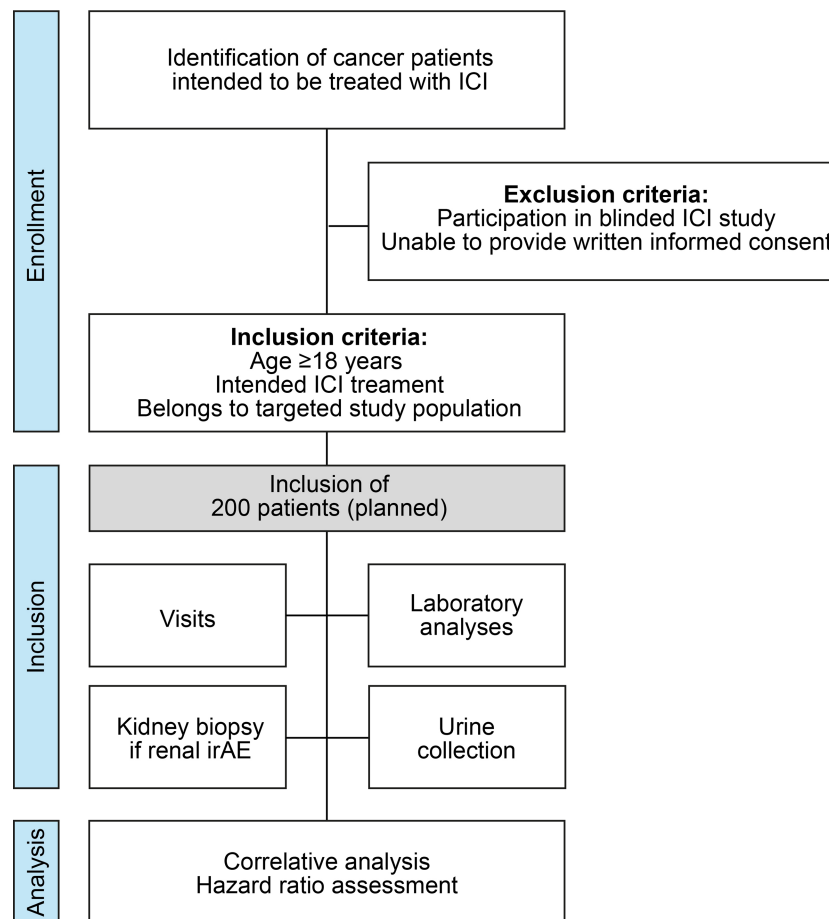 Enrollment
Identification of cancer patients
intended to be treated with ICI
Exclusion criteria:
Participation in blinded ICI study
Unable to provide written informed consent
Inclusion criteria:
Age ≥18 years
Intended ICI treament
Belongs to targeted study population
Inclusion
Inclusion of
200 patients (planned)
Visits
Laboratory
analyses
Kidney biopsy
if renal irAE
Urine
collection
Analysis
Correlative analysis
Hazard ratio assessment